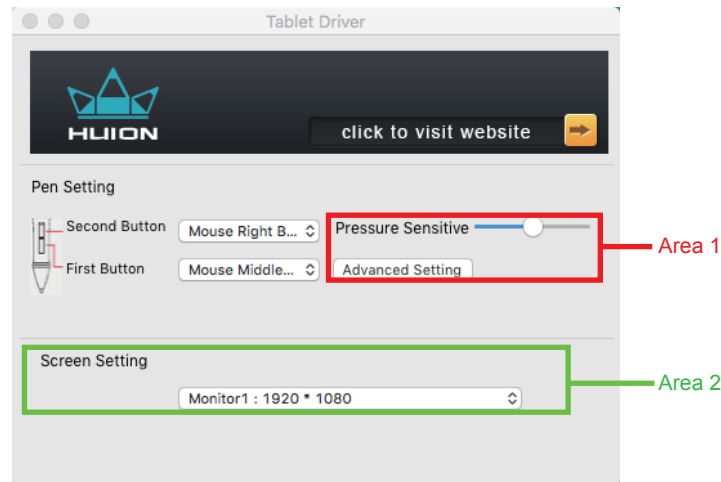 Tablet Driver
HUION
click to visit website
Pen Setting
Second Button Mouse Right B... Pressure Sensitive
Area 1
First Button Mouse Middle... Advanced Setting
Screen Setting
Area 2
Monitor1 : 1920 * 1080